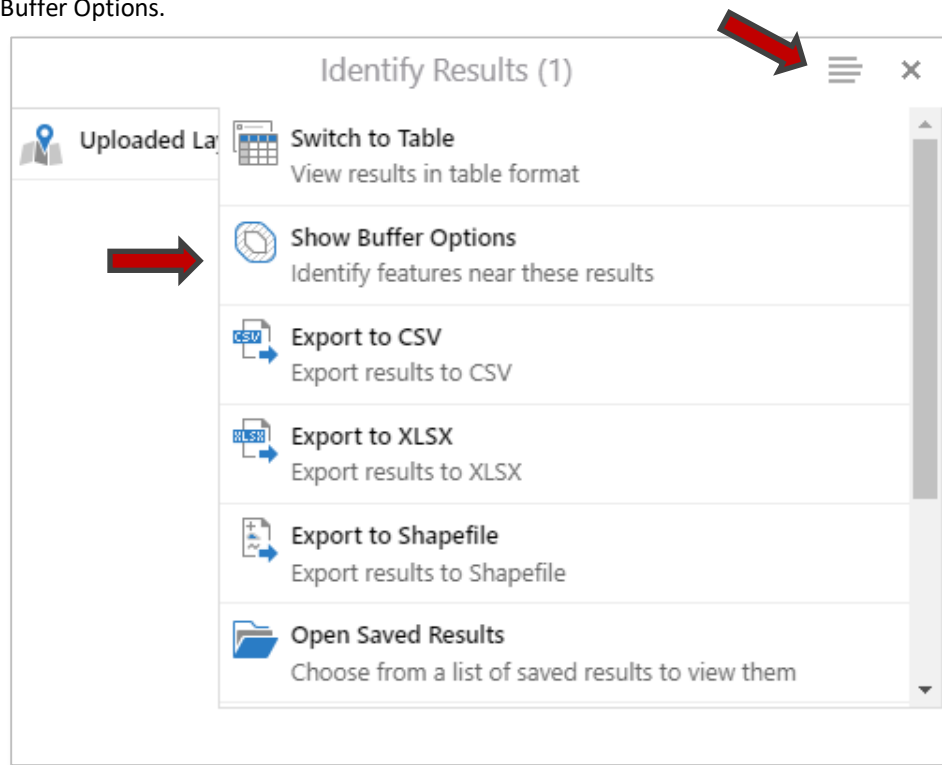 Buffer Options.
Identify Results (1)
Uploaded La
Switch to Table
View results in table format
Show Buffer Options
Identify features near these results
CSV
Export to CSV
Export results to CSV
XLSX
Export to XLSX
Export results to XLSX
Export to Shapefile
Export results to Shapefile
Open Saved Results
Choose from a list of saved results to view them